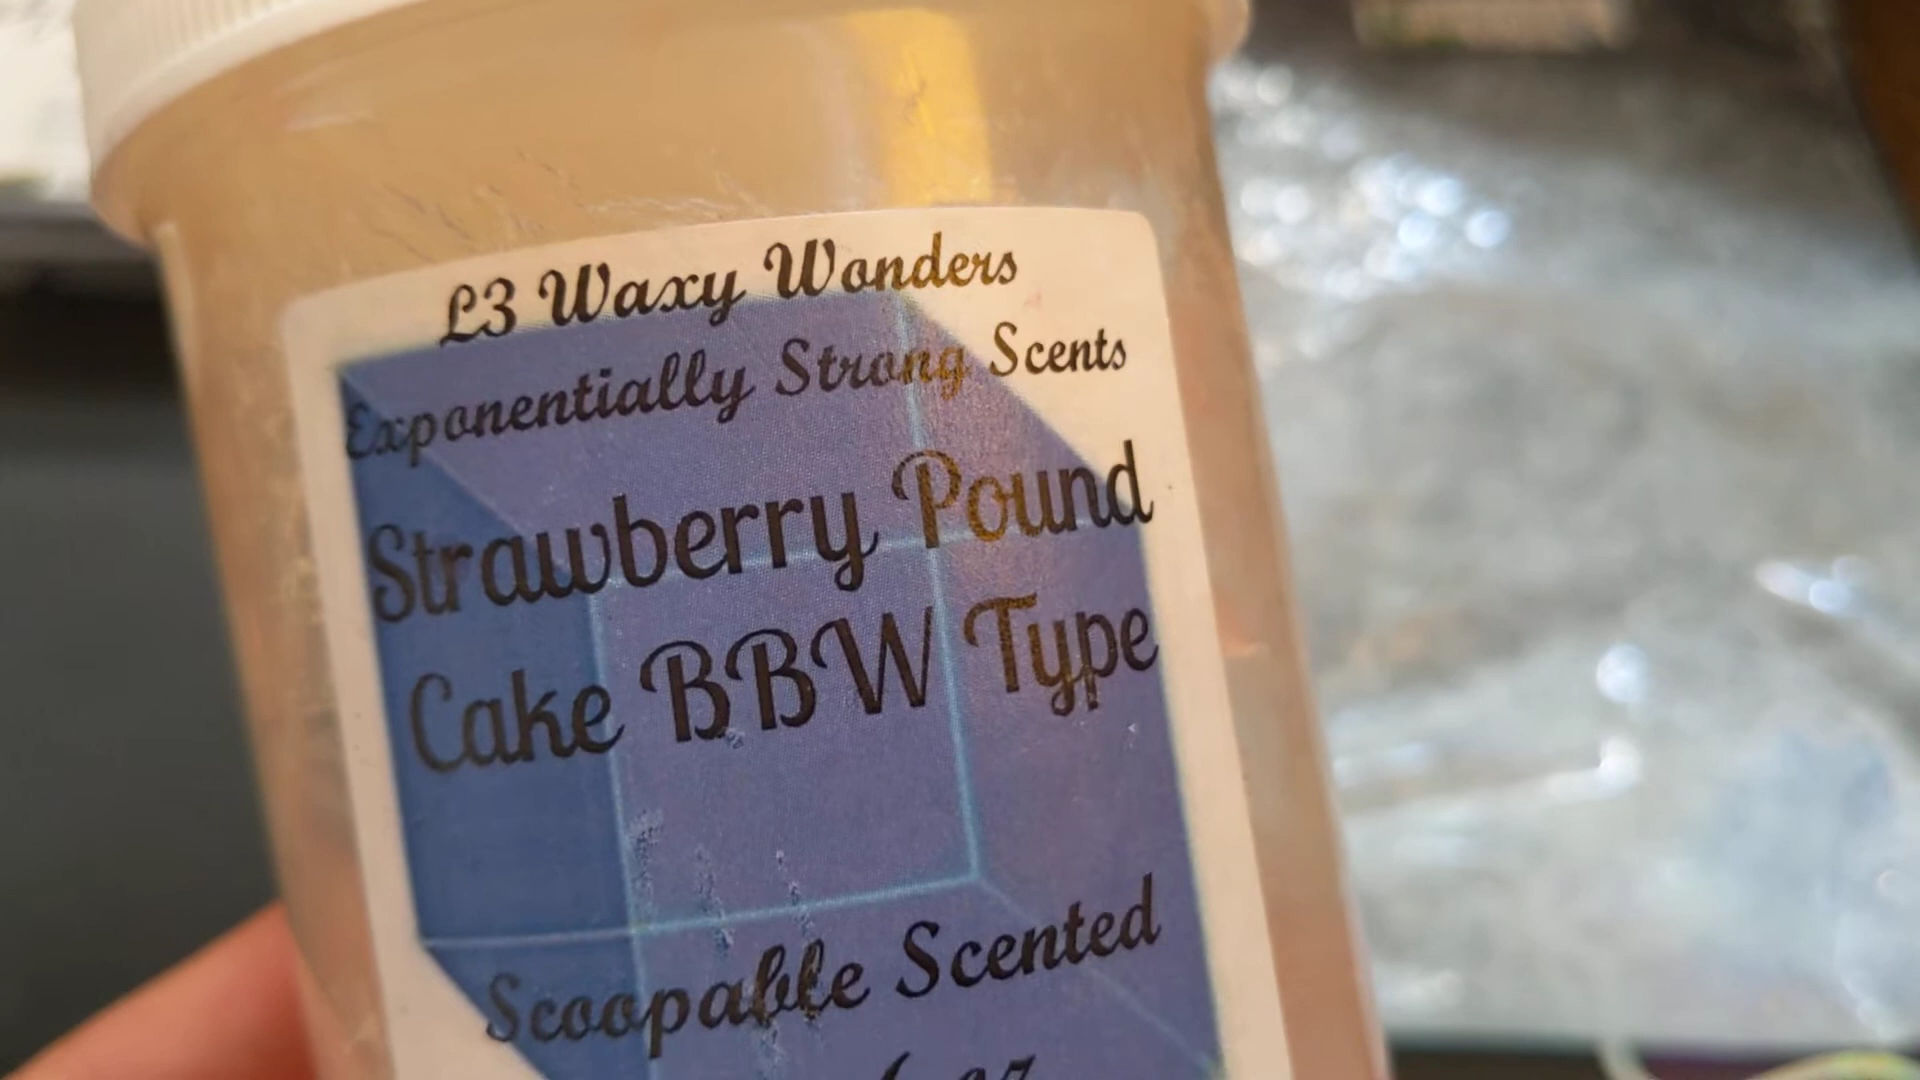 L3 Waxy Wonders
Exponentially Strong Scents
Strawberry Pound
Cake BBW Type
Scoopable Scented